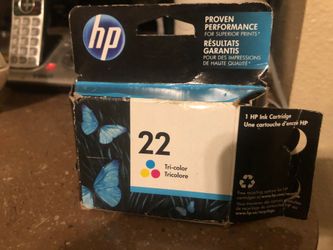 hp
PROVEN
PERFORMANCE
FOR SUPERIOR PRINTS*
RÉSULTATS
GARANTIS
POUR DES IMPRESSIONS
DE HAUTE QUALITÉ*
22
Tri-color
Tricolore
1 HP Ink Cartridge
Une cartouche d'encre HP